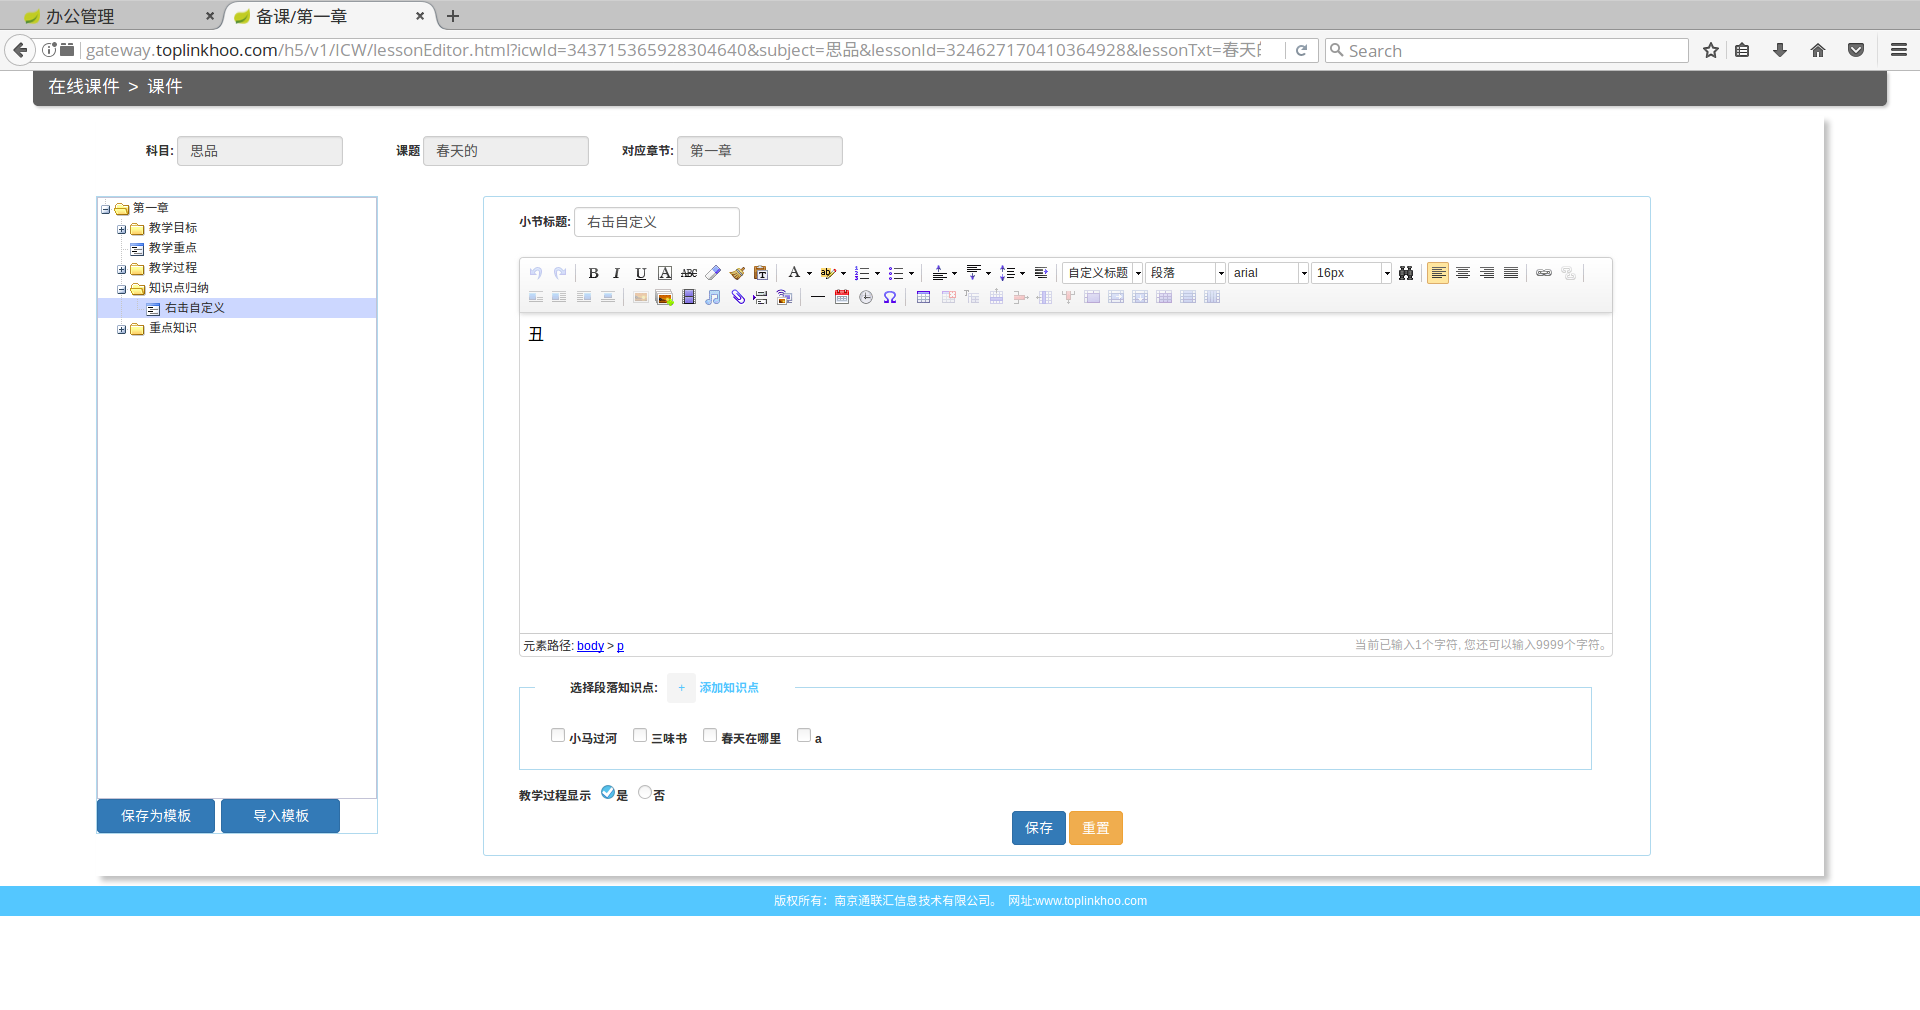 办公管理
备课/第一章
gateway.toplinkhoo.com/h5/v1/ICW/lessonEditor.html?icwId=343715365928304640&subject=思品&lessonId=324627170410364928&lessonTxt=春天
Search
在线课件 > 课件
科目: 思品 课题 春天的 对应章节: 第一章
第一章
教学目标
教学重点
教学过程
知识点归纳
右击自定义
重点知识
保存为模板 导入模板
小节标题: 右击自定义
B I U A ABC A ab 自定义标题 段落 arial 16px
丑
元素路径: body > p
当前已输入1个字符, 您还可以输入9999个字符。
选择段落知识点: + 添加知识点
小马过河 三味书 春天在哪里 a
教学过程显示 是 否
保存 重置
版权所有：南京通联汇信息技术有限公司。 网址:www.toplinkhoo.com